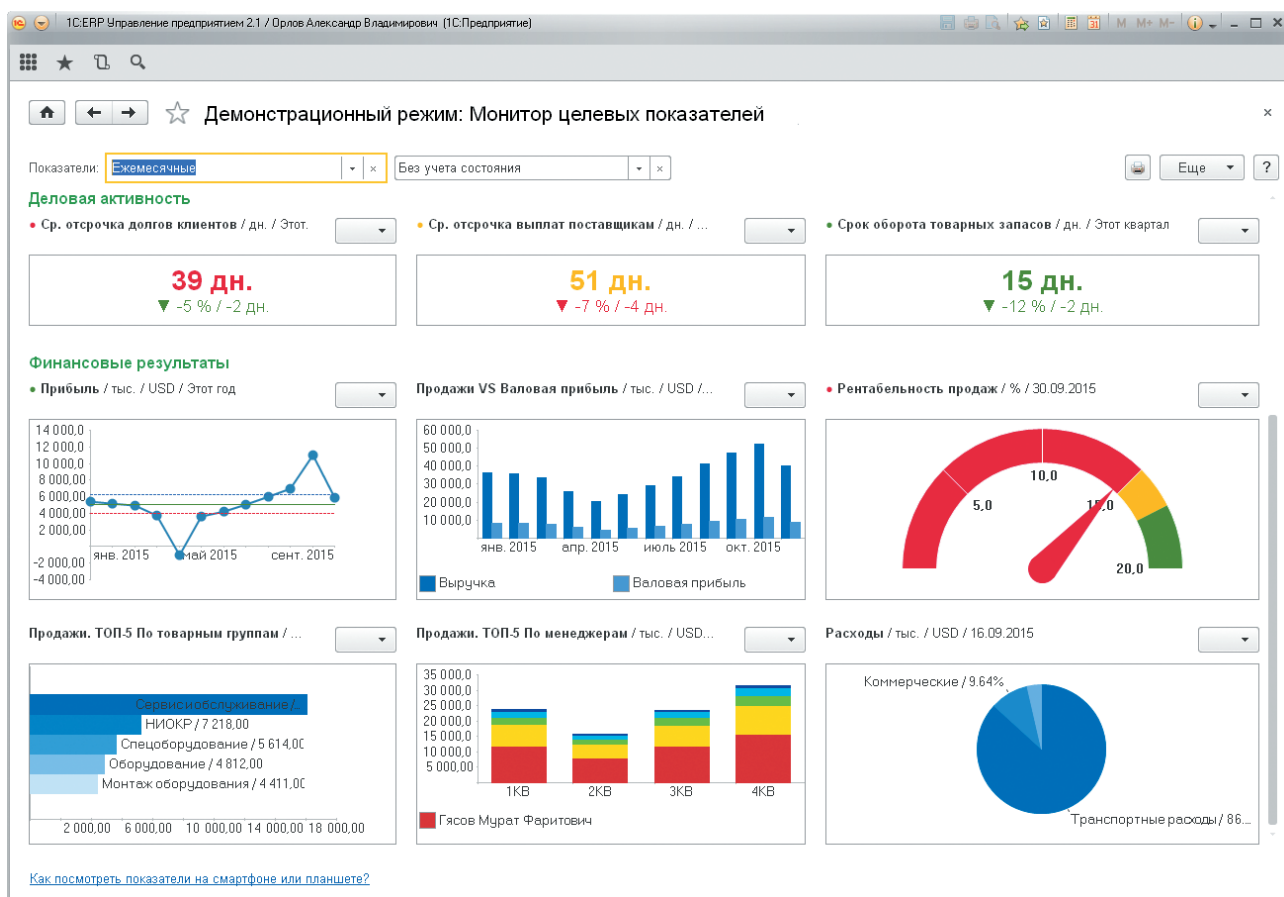 1С:ERP Управление предприятием 2.1 / Орлов Александр Владимирович (1С:Предприятие)
M M+ M-
Демонстрационный режим: Монитор целевых показателей
Показатели: Ежемесячные Без учета состояния Еще ?
Деловая активность
Ср. отсрочка долгов клиентов / дн. / Этот.
39 дн.
▼ -5 % / -2 дн.
Ср. отсрочка выплат поставщикам / дн. / ...
51 дн.
▼ -7 % / -4 дн.
Срок оборота товарных запасов / дн. / Этот квартал
15 дн.
▼ -12 % / -2 дн.
Финансовые результаты
Прибыль / тыс. / USD / Этот год
14 000,0
12 000,0
10 000,0
8 000,00
6 000,00
4 000,00
2 000,00
-2 000,00
-4 000,00
янв. 2015 май 2015 сент. 2015
Продажи VS Валовая прибыль / тыс. / USD /...
60 000,0
50 000,0
40 000,0
30 000,0
20 000,0
10 000,0
янв. 2015 апр. 2015 июль 2015 окт. 2015
Выручка Валовая прибыль
Рентабельность продаж / % / 30.09.2015
5,0 10,0 15,0 20,0
Продажи. ТОП-5 По товарным группам / ...
Сервис и обслуживание /...
НИОКР / 7 218,00
Спецоборудование / 5 614,00
Оборудование / 4 812,00
Монтаж оборудования / 4 411,00
2 000,00 6 000,00 10 000,00 14 000,00 18 000,00
Продажи. ТОП-5 По менеджерам / тыс. / USD...
35 000,0
30 000,0
25 000,0
20 000,0
15 000,0
10 000,0
5 000,00
1КВ 2КВ 3КВ 4КВ
Гясов Мурат Фаритович
Расходы / тыс. / USD / 16.09.2015
Коммерческие / 9.64%
Транспортные расходы / 86...
Как посмотреть показатели на смартфоне или планшете?